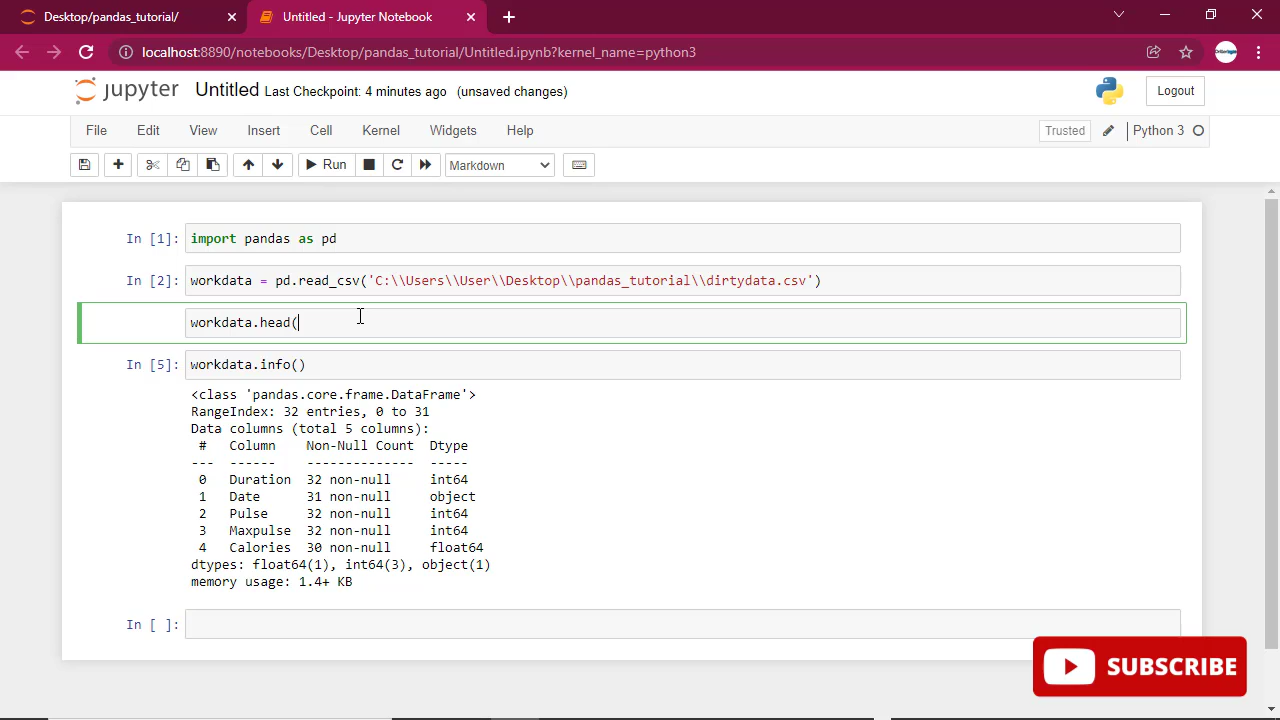 Desktop/pandas_tutorial/
Untitled - Jupyter Notebook
localhost:8890/notebooks/Desktop/pandas_tutorial/Untitled.ipynb?kernel_name=python3
jupyter Untitled Last Checkpoint: 4 minutes ago (unsaved changes)
Logout
File Edit View Insert Cell Kernel Widgets Help
Trusted Python 3
Run Markdown
In [1]: import pandas as pd
In [2]: workdata = pd.read_csv('C:\\Users\\User\\Desktop\\pandas_tutorial\\dirtydata.csv')
workdata.head(
In [5]: workdata.info()
<class 'pandas.core.frame.DataFrame'>
RangeIndex: 32 entries, 0 to 31
Data columns (total 5 columns):
# Column Non-Null Count Dtype
--- ------ -------------- -----
0 Duration 32 non-null int64
1 Date 31 non-null object
2 Pulse 32 non-null int64
3 Maxpulse 32 non-null int64
4 Calories 30 non-null float64
dtypes: float64(1), int64(3), object(1)
memory usage: 1.4+ KB
In [ ]:
SUBSCRIBE